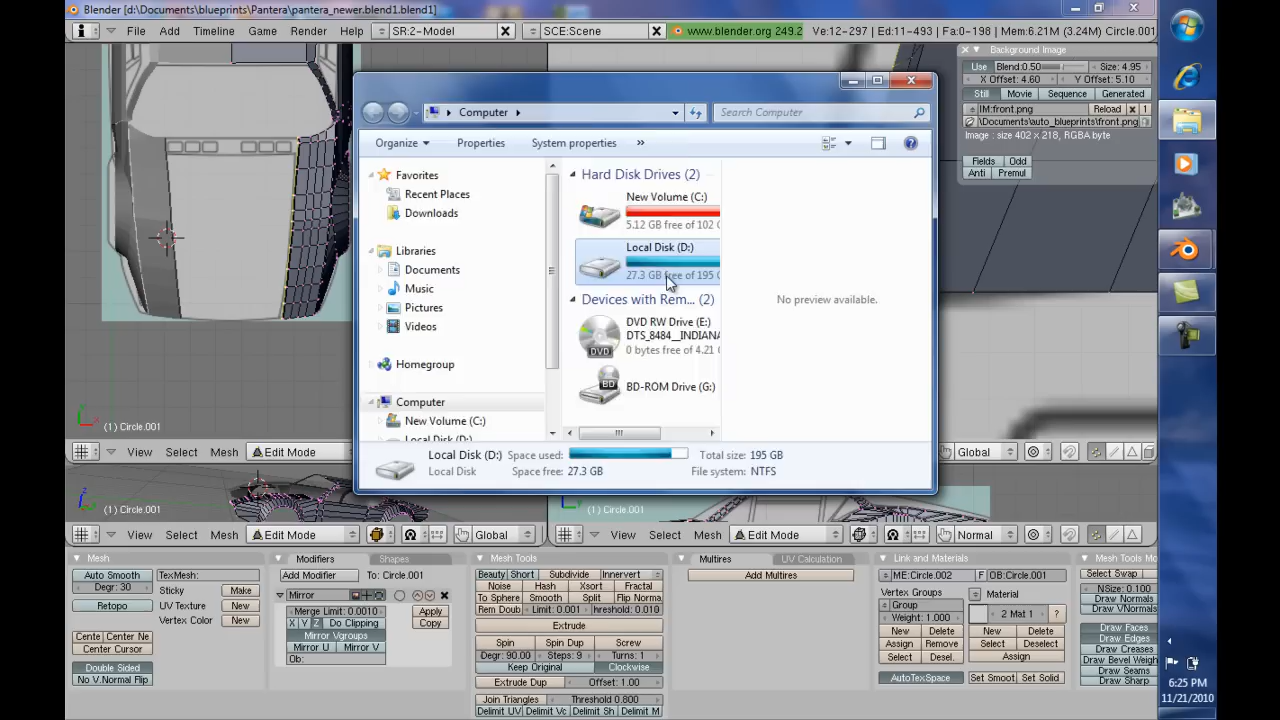 Blender [d:\Documents\blueprints\Pantera\pantera_newer.blend1.blend1]
File Add Timeline Game Render Help SR:2-Model SCE:Scene www.blender.org 249.2 Ve:12-297 | Ed:11-493 | Fa:0-198 | Mem:6.21M (3.24M) Circle.001
Background Image
Use Blend:0.50 Size: 4.95
X Offset: 4.60 Y Offset: 5.10
Still Movie Sequence Generated
IM:front.png Reload 1
\Documents\auto_blueprints\front.png
Image : size 402 x 218, RGBA byte
Fields Odd
Anti Premul
Computer Search Computer
Organize Properties System properties »
Favorites
Recent Places
Downloads
Libraries
Documents
Music
Pictures
Videos
Homegroup
Computer
New Volume (C:)
Local Disk (D:)
Hard Disk Drives (2)
New Volume (C:)
5.12 GB free of 102 G
Local Disk (D:)
27.3 GB free of 195 G
Devices with Rem... (2)
DVD RW Drive (E:)
DTS_8484__INDIANA
0 bytes free of 4.21 G
DVD
BD-ROM Drive (G:)
BD
No preview available.
Local Disk (D:) Space used: Total size: 195 GB
Local Disk Space free: 27.3 GB File system: NTFS
(1) Circle.001
View Select Mesh Edit Mode Global
(1) Circle.001 (1) Circle.001
View Select Mesh Edit Mode Global View Select Mesh Edit Mode Normal
Mesh
Auto Smooth
Degr: 30
Retopo
TexMesh:
Sticky Make
UV Texture New
Vertex Color New
Cente Center Ne
Center Cursor
Double Sided
No V.Normal Flip
Modifiers Shapes
Add Modifier To: Circle.001
Mirror
Merge Limit: 0.0010 Apply
X Y Z Do Clipping Copy
Mirror Vgroups
Mirror U Mirror V
Ob:
Mesh Tools
Beauty Short Subdivide Innervert
Noise Hash Xsort Fractal
To Sphere Smooth Split Flip Norma
Rem Doub Limit: 0.001 hreshold: 0.010
Extrude
Spin Spin Dup Screw
Degr: 90.00 Steps: 9 Turns: 1
Keep Original Clockwise
Extrude Dup Offset: 1.00
Join Triangles Threshold 0.800
Delimit UV Delimit Vc Delimit Sh Delimit M
Multires UV Calculation
Add Multires
Link and Materials
ME:Circle.002 F OB:Circle.001
Vertex Groups
Group
Weight: 1.000
New Delete
Assign Remove
Select Desel.
AutoTexSpace
Material
2 Mat 1 ?
New Delete
Select Deselect
Assign
Set Smoot Set Solid
Mesh Tools Mo
Select Swap
NSize: 0.100
Draw Normals
Draw VNormals
Draw Faces
Draw Edges
Draw Creases
Draw Bevel Weigh
Draw Seams
Draw Sharp
6:25 PM
11/21/2010